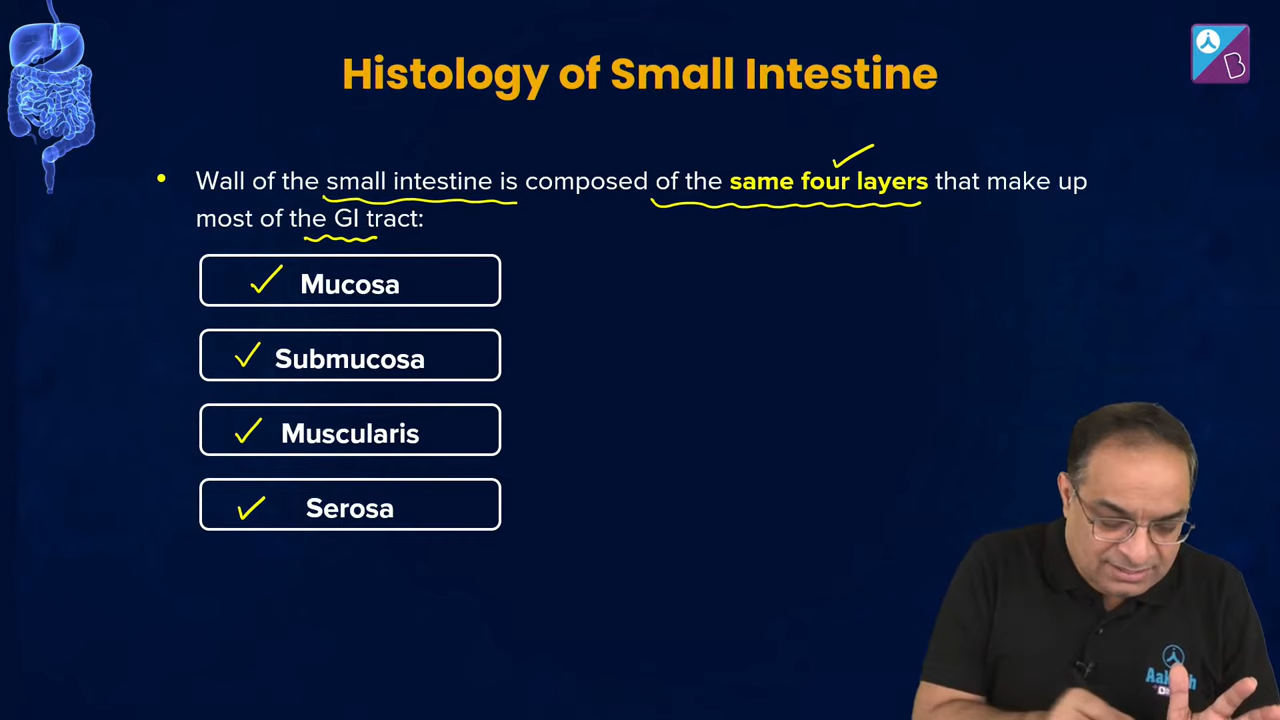 Histology of Small Intestine
• Wall of the small intestine is composed of the same four layers that make up
most of the GI tract:
Mucosa
Submucosa
Muscularis
Serosa
B